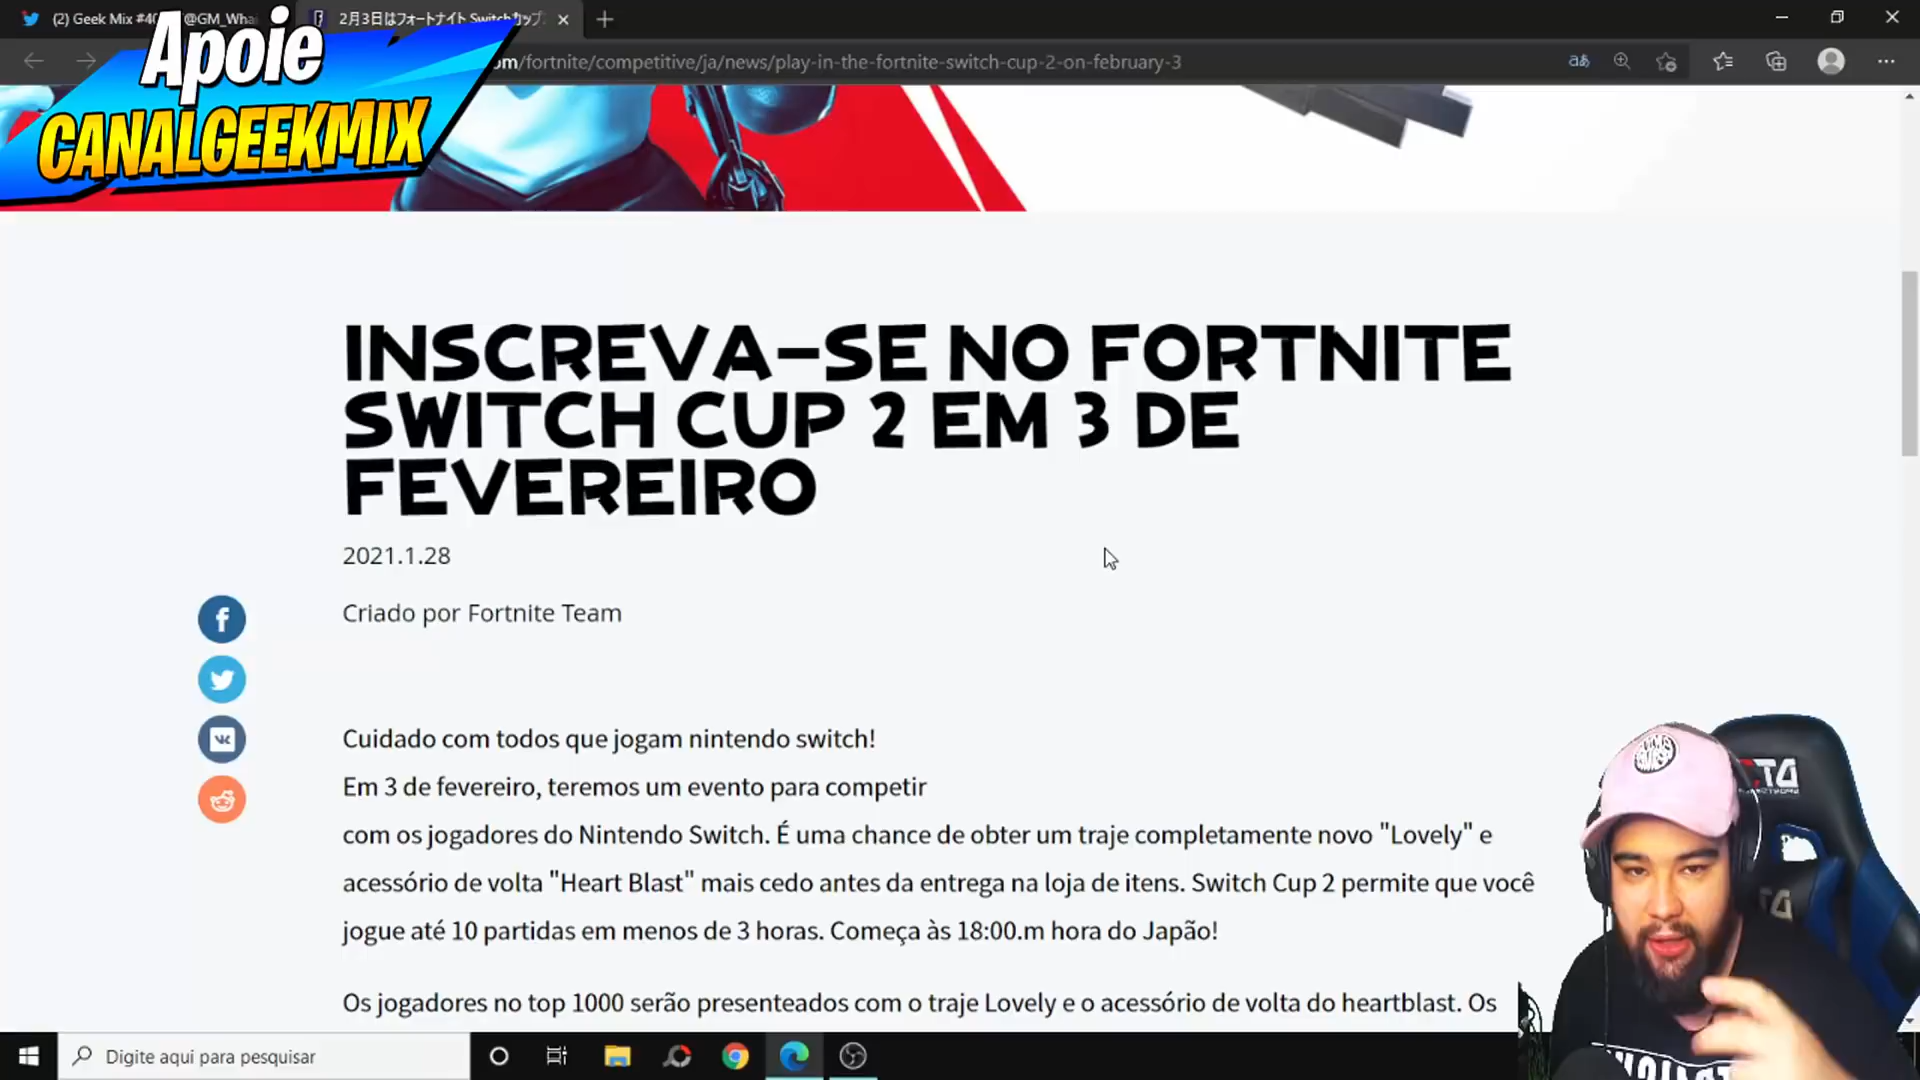 (2) Geek Mix #40
@GM_Wha
2月3日はフォートナイト Switchカップ
Apoie
CANALGEEKMIX
om/fortnite/competitive/ja/news/play-in-the-fortnite-switch-cup-2-on-february-3
INSCREVA-SE NO FORTNITE
SWITCH CUP 2 EM 3 DE
FEVEREIRO
2021.1.28
Criado por Fortnite Team
Cuidado com todos que jogam nintendo switch!
Em 3 de fevereiro, teremos um evento para competir
com os jogadores do Nintendo Switch. É uma chance de obter um traje completamente novo "Lovely" e
acessório de volta "Heart Blast" mais cedo antes da entrega na loja de itens. Switch Cup 2 permite que você
jogue até 10 partidas em menos de 3 horas. Começa às 18:00.m hora do Japão!
Os jogadores no top 1000 serão presenteados com o traje Lovely e o acessório de volta do heartblast. Os
Digite aqui para pesquisar